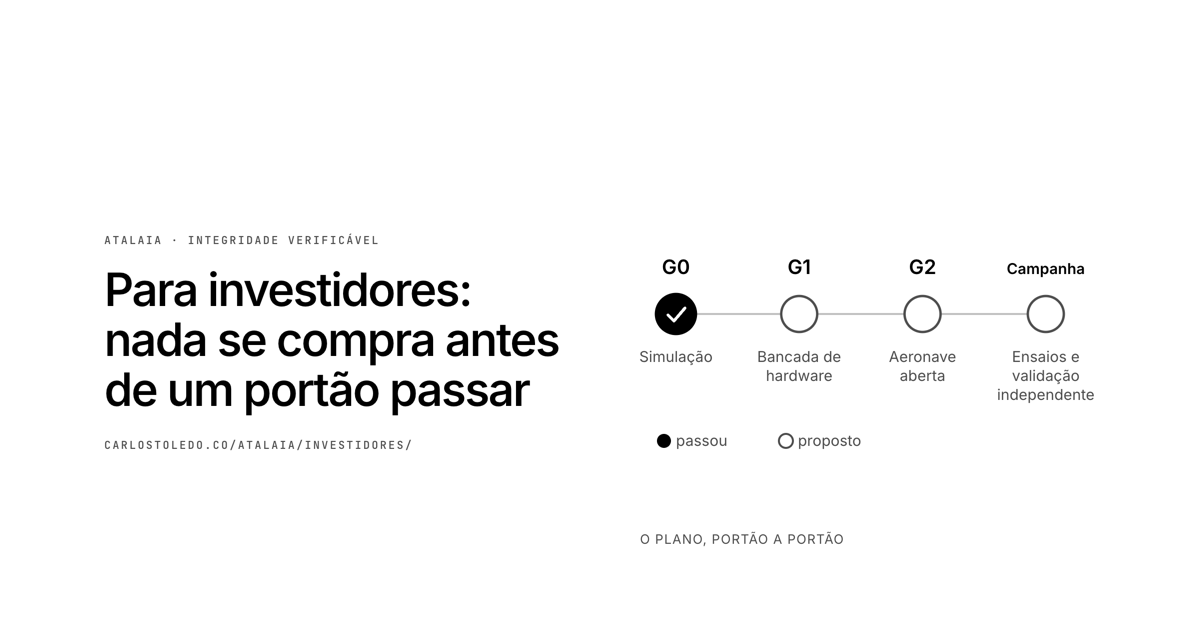 ATALAIA · INTEGRIDADE VERIFICÁVEL
Para investidores:
nada se compra antes
de um portão passar
CARLOSTOLEDO.CO/ATALAIA/INVESTIDORES/
G0
G1
G2
Campanha
Simulação
Bancada de
hardware
Aeronave
aberta
Ensaios e
validação
independente
passou
proposto
O PLANO, PORTÃO A PORTÃO